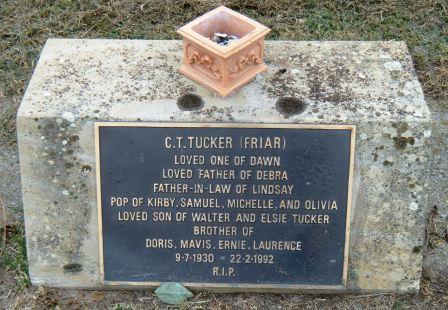 C.T. TUCKER (FRIAR)
LOVED ONE OF DAWN
LOVED FATHER OF DEBRA
FATHER-IN-LAW OF LINDSAY
POP OF KIRBY, SAMUEL, MICHELLE, AND OLIVIA
LOVED SON OF WALTER AND ELSIE TUCKER
BROTHER OF
DORIS, MAVIS, ERNIE, LAURENCE
9-7-1930 = 22-2-1992
R.I.P.